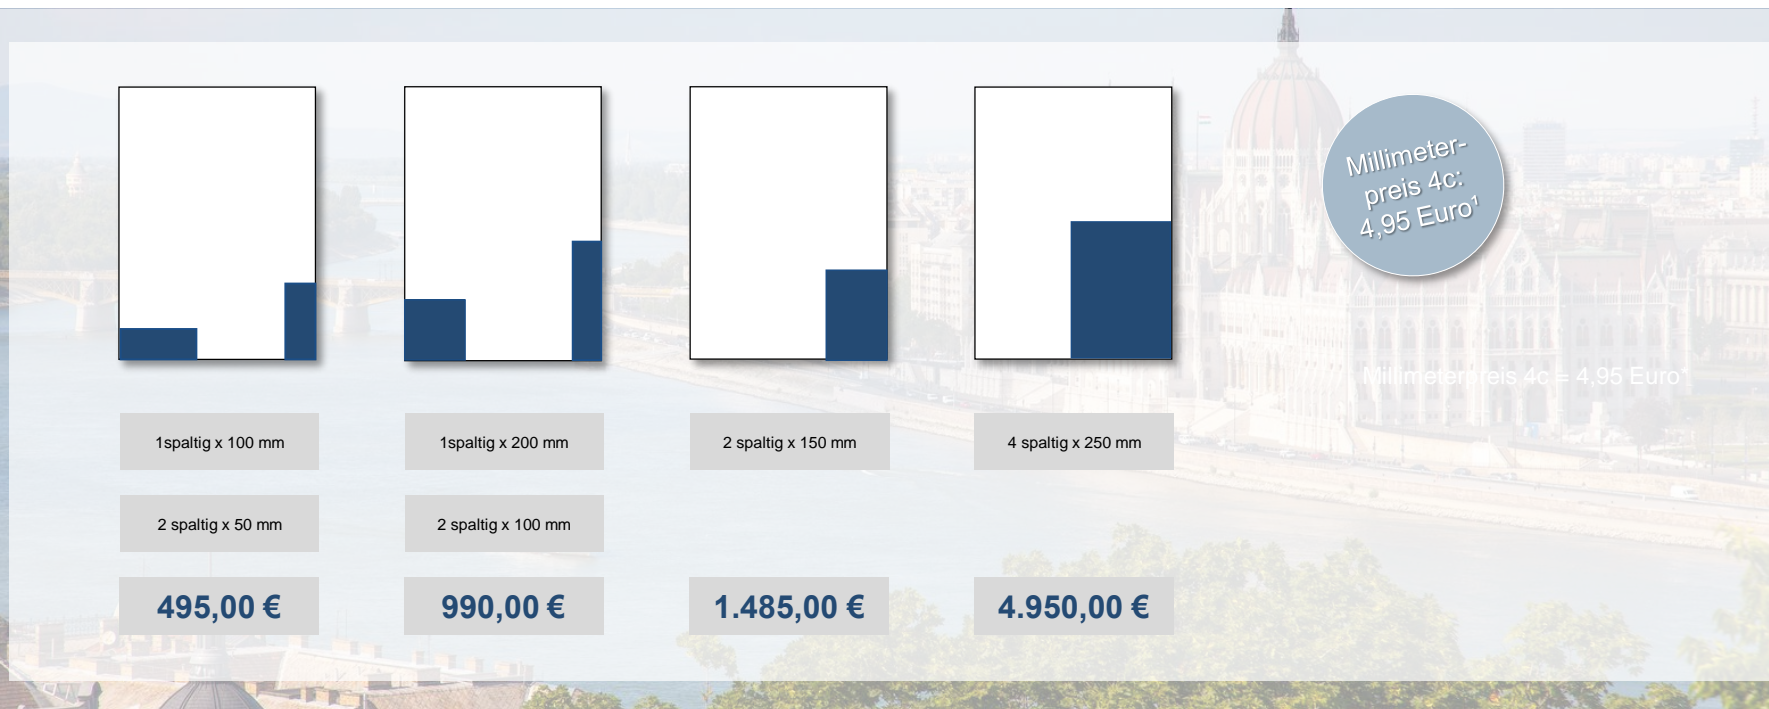 Millimeter-
preis 4c:
4,95 Euro¹
Millimeterpreis 4c = 4,95 Euro*
1spaltig x 100 mm
1spaltig x 200 mm
2 spaltig x 150 mm
4 spaltig x 250 mm
2 spaltig x 50 mm
2 spaltig x 100 mm
495,00 €
990,00 €
1.485,00 €
4.950,00 €